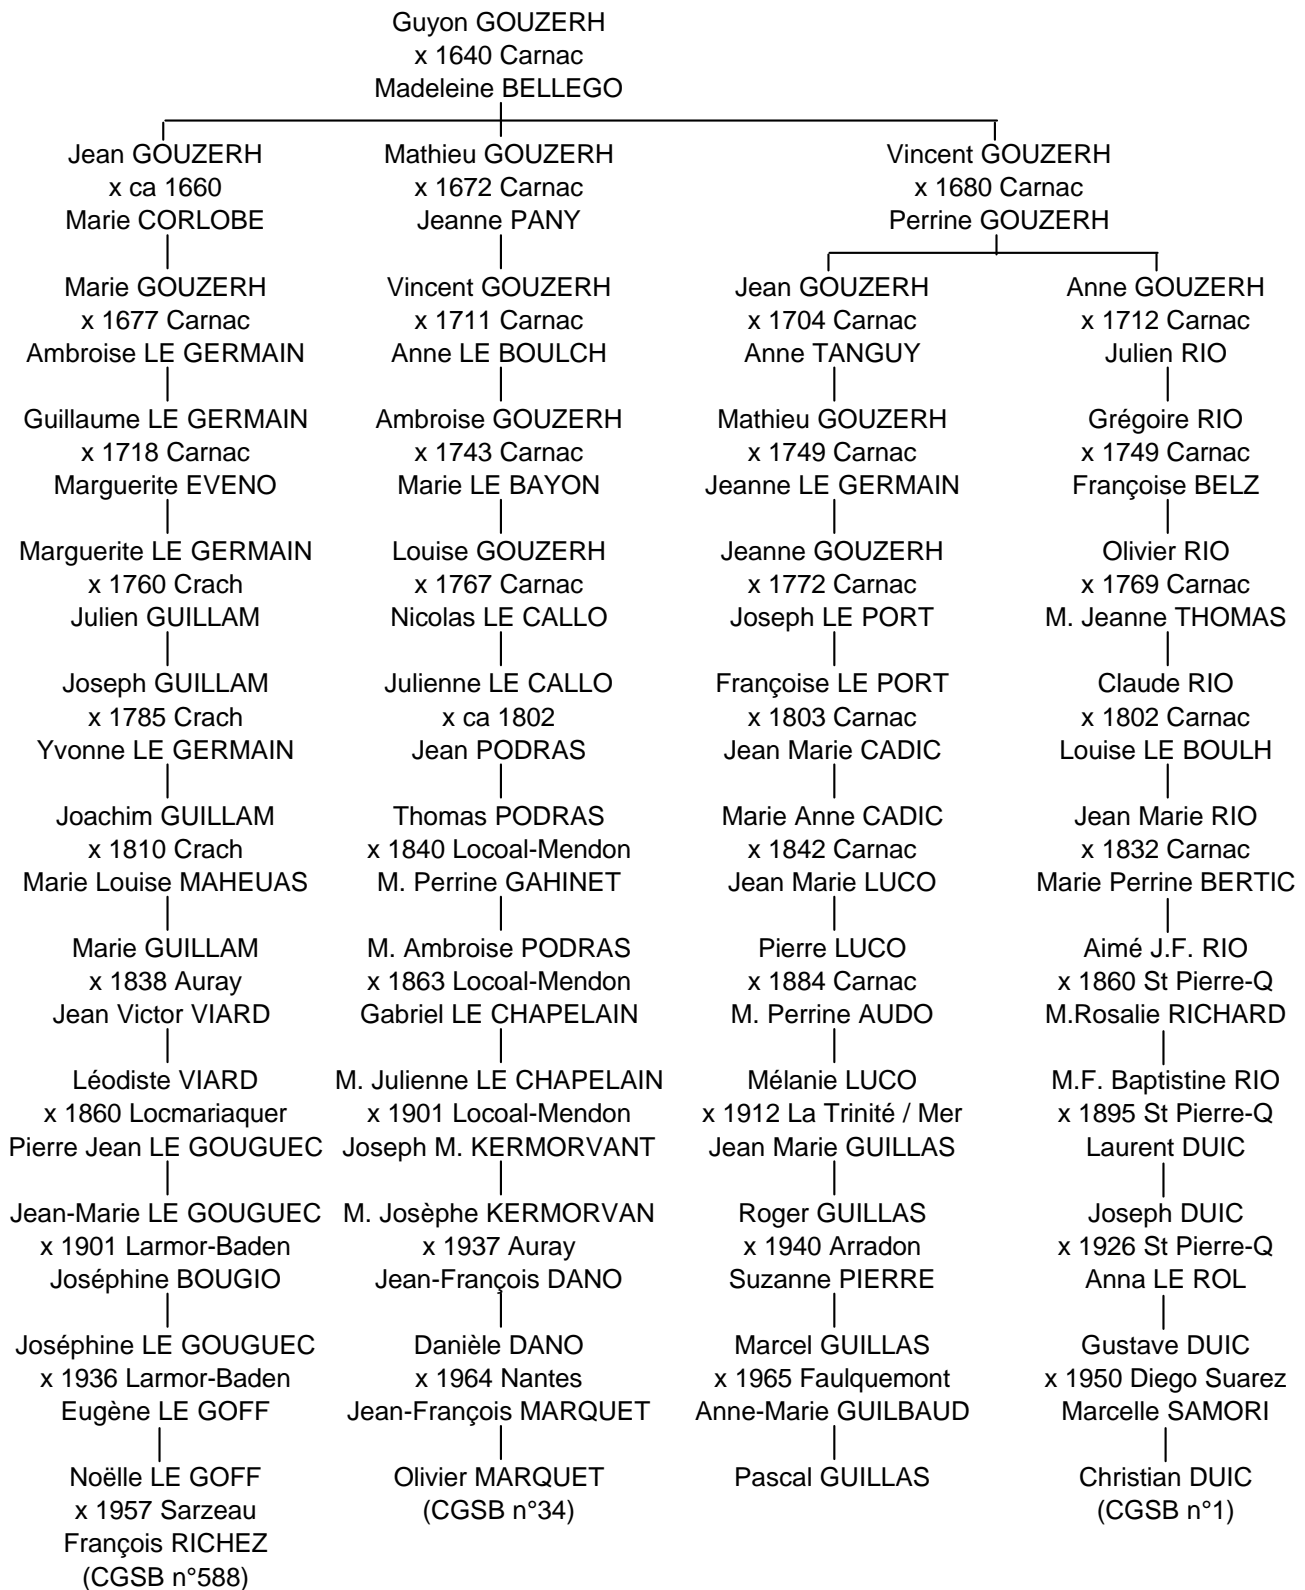 Guyon GOUZERH
x 1640 Carnac
Madeleine BELLEGO
Jean GOUZERH
x ca 1660
Marie CORLOBE
Mathieu GOUZERH
x 1672 Carnac
Jeanne PANY
Vincent GOUZERH
x 1680 Carnac
Perrine GOUZERH
Marie GOUZERH
x 1677 Carnac
Ambroise LE GERMAIN
Vincent GOUZERH
x 1711 Carnac
Anne LE BOULCH
Jean GOUZERH
x 1704 Carnac
Anne TANGUY
Anne GOUZERH
x 1712 Carnac
Julien RIO
Guillaume LE GERMAIN
x 1718 Carnac
Marguerite EVENO
Ambroise GOUZERH
x 1743 Carnac
Marie LE BAYON
Mathieu GOUZERH
x 1749 Carnac
Jeanne LE GERMAIN
Grégoire RIO
x 1749 Carnac
Françoise BELZ
Marguerite LE GERMAIN
x 1760 Crach
Julien GUILLAM
Louise GOUZERH
x 1767 Carnac
Nicolas LE CALLO
Jeanne GOUZERH
x 1772 Carnac
Joseph LE PORT
Olivier RIO
x 1769 Carnac
M. Jeanne THOMAS
Joseph GUILLAM
x 1785 Crach
Yvonne LE GERMAIN
Julienne LE CALLO
x ca 1802
Jean PODRAS
Françoise LE PORT
x 1803 Carnac
Jean Marie CADIC
Claude RIO
x 1802 Carnac
Louise LE BOULH
Joachim GUILLAM
x 1810 Crach
Marie Louise MAHEUAS
Thomas PODRAS
x 1840 Locoal-Mendon
M. Perrine GAHINET
Marie Anne CADIC
x 1842 Carnac
Jean Marie LUCO
Jean Marie RIO
x 1832 Carnac
Marie Perrine BERTIC
Marie GUILLAM
x 1838 Auray
Jean Victor VIARD
M. Ambroise PODRAS
x 1863 Locoal-Mendon
Gabriel LE CHAPELAIN
Pierre LUCO
x 1884 Carnac
M. Perrine AUDO
Aimé J.F. RIO
x 1860 St Pierre-Q
M.Rosalie RICHARD
Léodiste VIARD
x 1860 Locmariaquer
Pierre Jean LE GOUGUEC
M. Julienne LE CHAPELAIN
x 1901 Locoal-Mendon
Joseph M. KERMORVANT
Mélanie LUCO
x 1912 La Trinité / Mer
Jean Marie GUILLAS
M.F. Baptistine RIO
x 1895 St Pierre-Q
Laurent DUIC
Jean-Marie LE GOUGUEC
x 1901 Larmor-Baden
Joséphine BOUGIO
M. Josèphe KERMORVAN
x 1937 Auray
Jean-François DANO
Roger GUILLAS
x 1940 Arradon
Suzanne PIERRE
Joseph DUIC
x 1926 St Pierre-Q
Anna LE ROL
Joséphine LE GOUGUEC
x 1936 Larmor-Baden
Eugène LE GOFF
Danièle DANO
x 1964 Nantes
Jean-François MARQUET
Marcel GUILLAS
x 1965 Faulquemont
Anne-Marie GUILBAUD
Gustave DUIC
x 1950 Diego Suarez
Marcelle SAMORI
Noëlle LE GOFF
x 1957 Sarzeau
François RICHEZ
(CGSB n°588)
Olivier MARQUET
(CGSB n°34)
Pascal GUILLAS
Christian DUIC
(CGSB n°1)